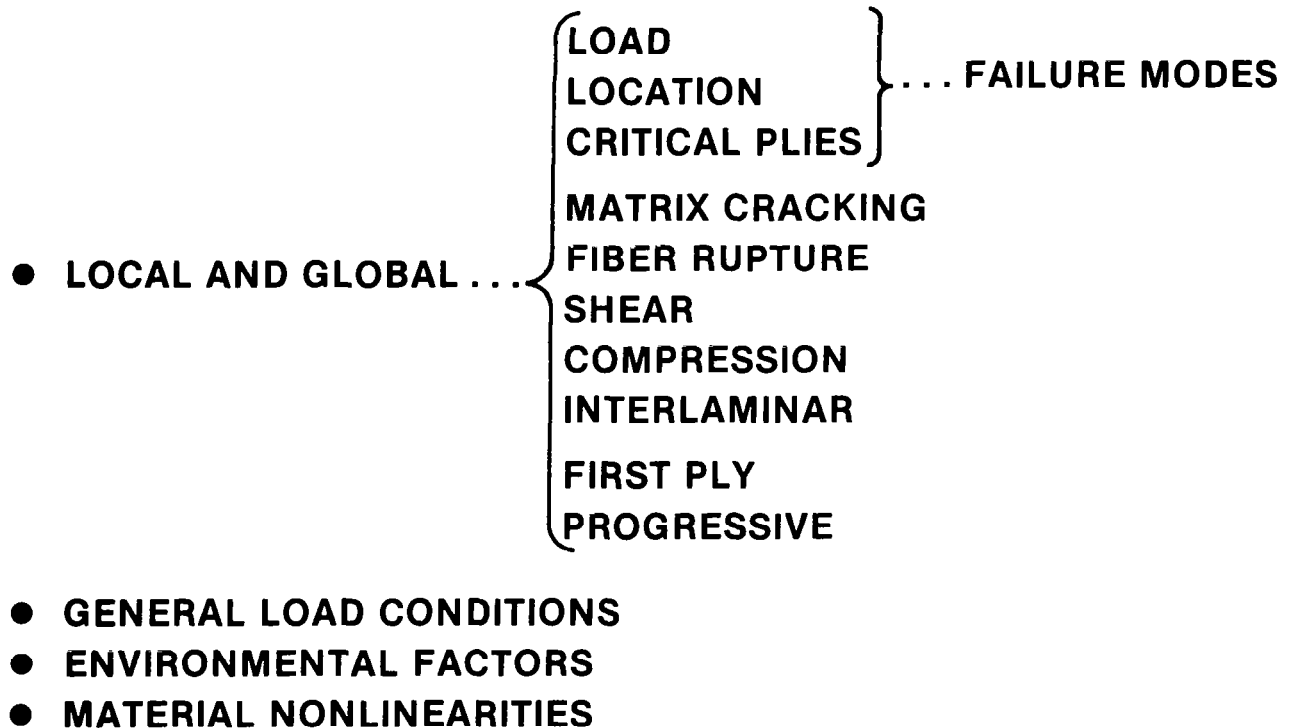 LOAD
LOCATION
CRITICAL PLIES
... FAILURE MODES
MATRIX CRACKING
● LOCAL AND GLOBAL ...
FIBER RUPTURE
SHEAR
COMPRESSION
INTERLAMINAR
FIRST PLY
PROGRESSIVE
● GENERAL LOAD CONDITIONS
● ENVIRONMENTAL FACTORS
● MATERIAL NONLINEARITIES